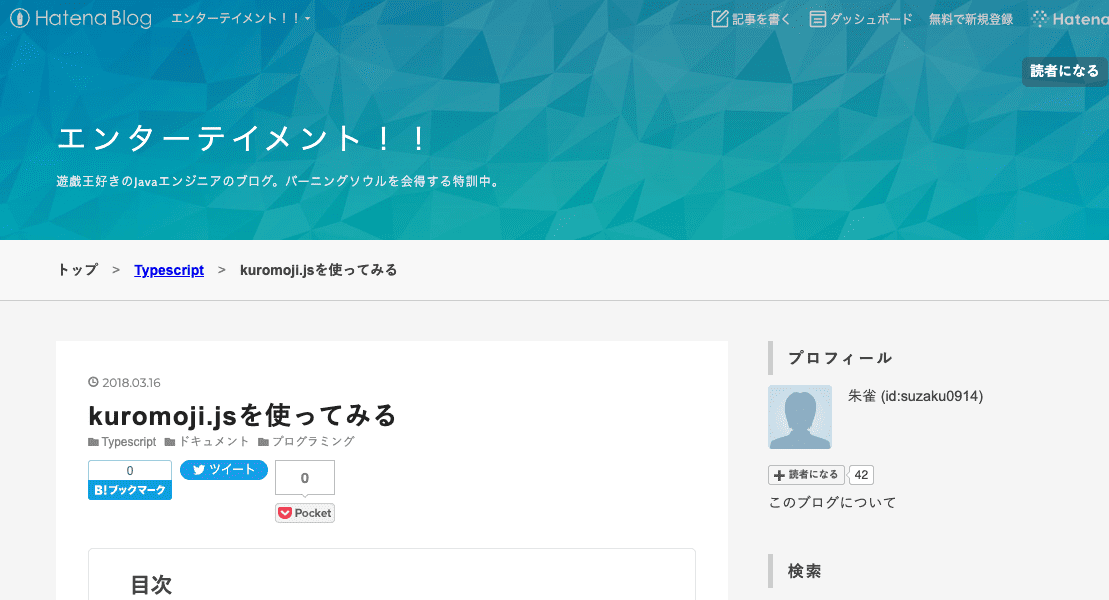 Hatena Blog エンターテイメント！！ 記事を書く ダッシュボード 無料で新規登録 Hatena
読者になる
エンターテイメント！！
遊戯王好きのJavaエンジニアのブログ。バーニングソウルを会得する特訓中。
トップ > Typescript > kuromoji.jsを使ってみる
2018.03.16
kuromoji.jsを使ってみる
Typescript ドキュメント プログラミング
0
B!ブックマーク
ツイート
0
Pocket
目次
プロフィール
朱雀 (id:suzaku0914)
読者になる 42
このブログについて
検索